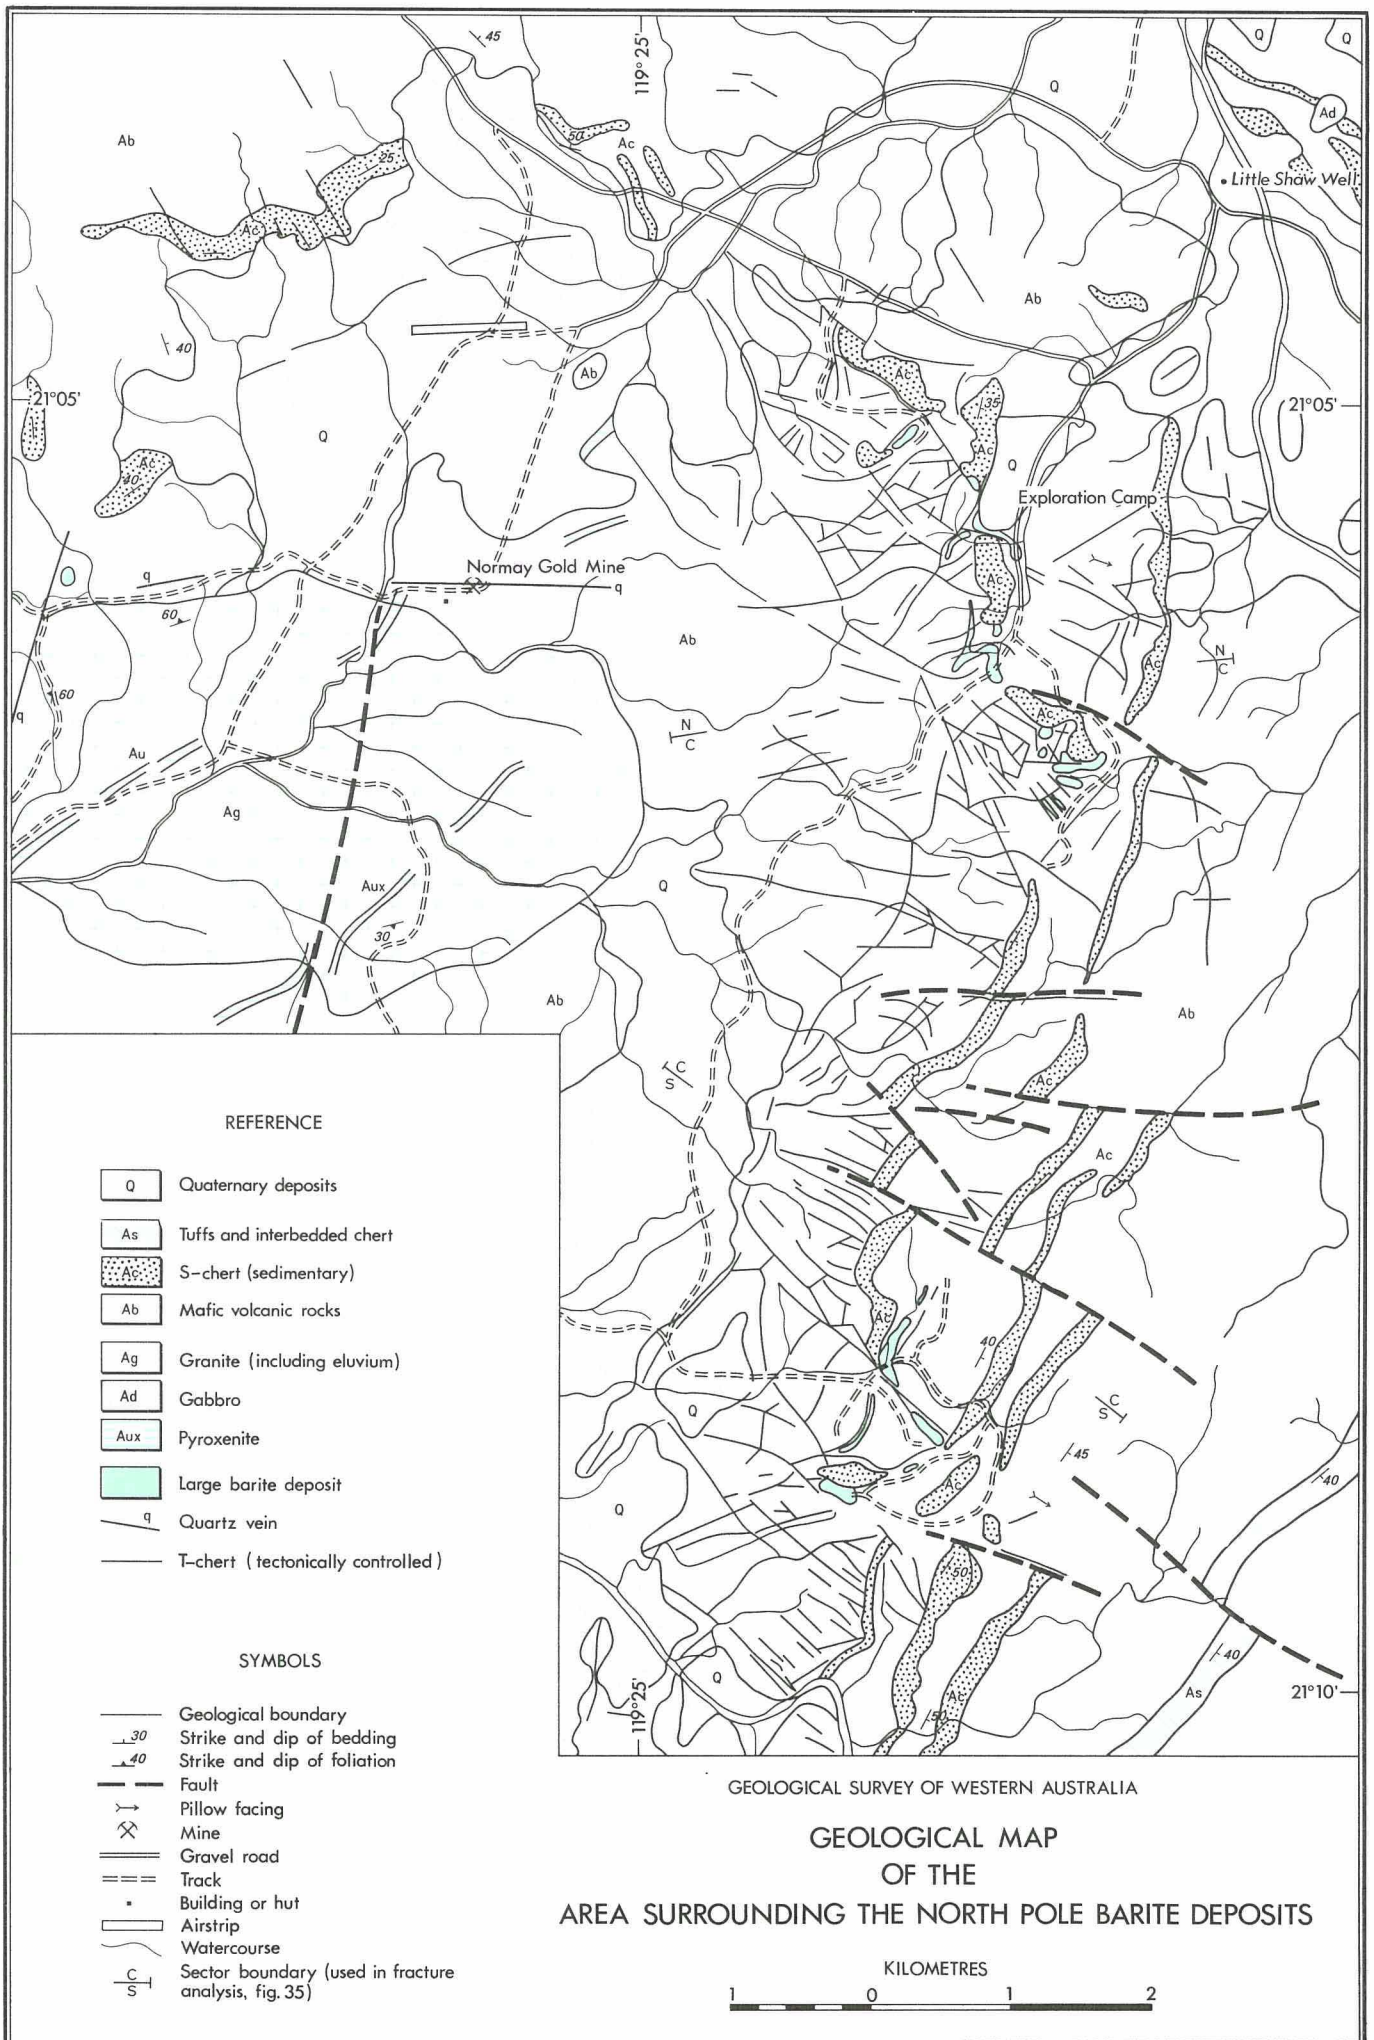 45
119° 25'
Q
Q
Q
Ab
50
Ac
Ad
25
Little Shaw Well
Ac
Ab
40
Ab
Ac
21°05'
21°05'
35
Q
Ac
Ac
Q
40
Exploration Camp
q
Normay Gold Mine
q
Ac
60
Ab
Ac
N
C
60
q
Ac
N
C
Au
Ag
Aux
Q
30
Ab
Ab
C
S
Ac
Ac
Ac
40
C
S
Q
45
40
Ac
Q
50
40
Q
Ac
As
50
119°25'
21°10'
REFERENCE
Q Quaternary deposits
As Tuffs and interbedded chert
Ac S-chert (sedimentary)
Ab Mafic volcanic rocks
Ag Granite (including eluvium)
Ad Gabbro
Aux Pyroxenite
Large barite deposit
q Quartz vein
T-chert (tectonically controlled)
SYMBOLS
Geological boundary
30 Strike and dip of bedding
40 Strike and dip of foliation
Fault
Pillow facing
Mine
Gravel road
Track
Building or hut
Airstrip
Watercourse
C
S
Sector boundary (used in fracture
analysis, fig. 35)
GEOLOGICAL SURVEY OF WESTERN AUSTRALIA
GEOLOGICAL MAP
OF THE
AREA SURROUNDING THE NORTH POLE BARITE DEPOSITS
KILOMETRES
1 0 1 2